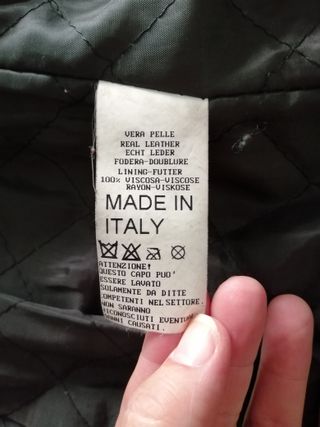 VERA PELLE
REAL LEATHER
ECHT LEDER
FODERA-DOUBLURE
LINING-FUTTER
100% VISCOSA-VISCOSE
RAYON-VISKOSE
MADE IN
ITALY
ATTENZIONE!
QUESTO CAPO PUO'
ESSERE LAVATO
SOLAMENTE DA DITTE
COMPETENTI NEL SETTORE.
NON SARANNO
RICONOSCIUTI EVENTUA
DANNI CAUSATI.